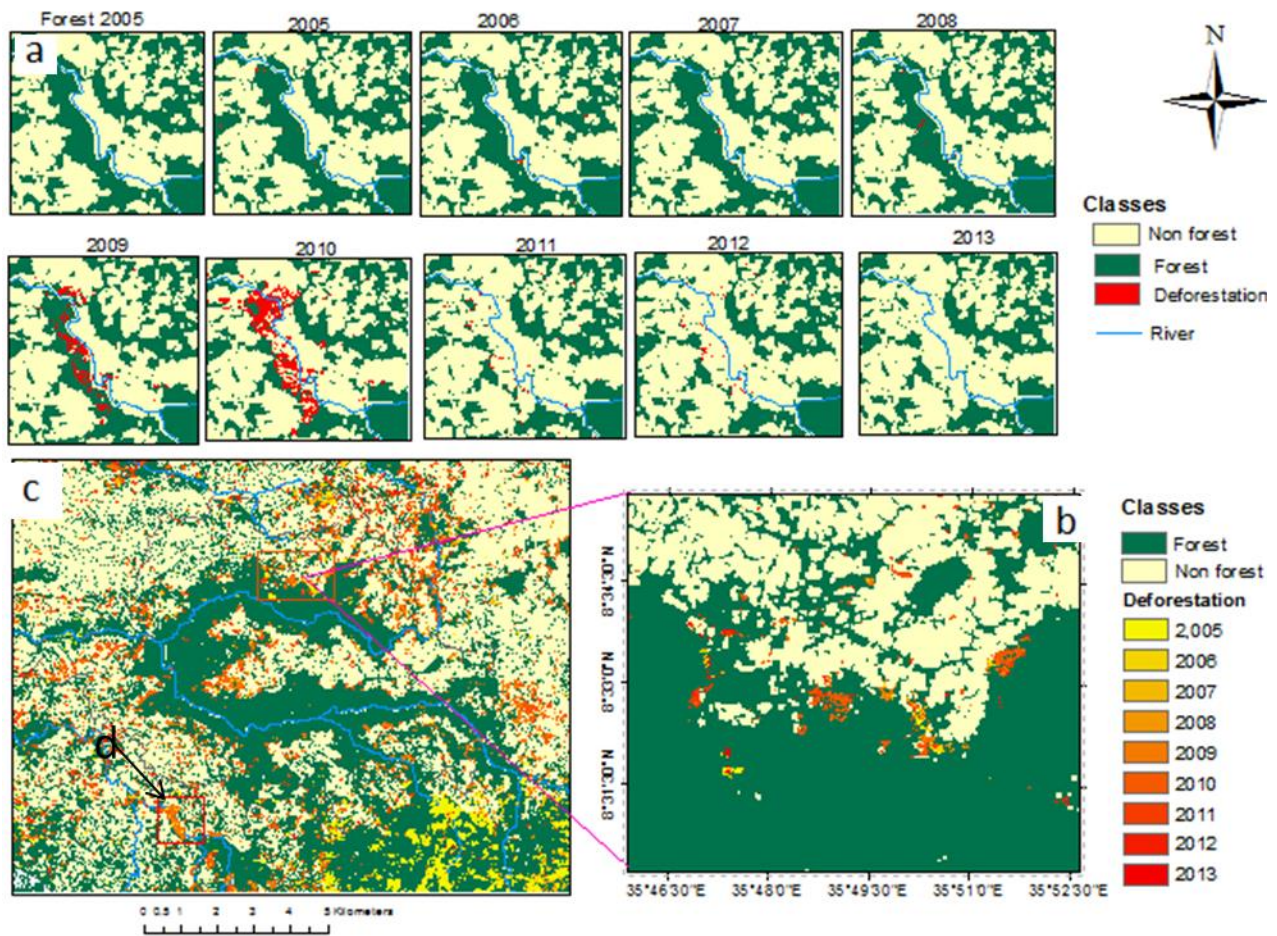 Forest 2005
2005
2006
2007
2008
a
N
Classes
Non forest
Forest
Deforestation
River
2009
2010
2011
2012
2013
c
d
b
8°34'30"N
8°33'0"N
8°31'30"N
35°46'30"E
35°48'0"E
35°49'30"E
35°51'0"E
35°52'30"E
Classes
Forest
Non forest
Deforestation
2,005
2006
2007
2008
2009
2010
2011
2012
2013
0 0.5 1 2 3 4 5 Kilometers